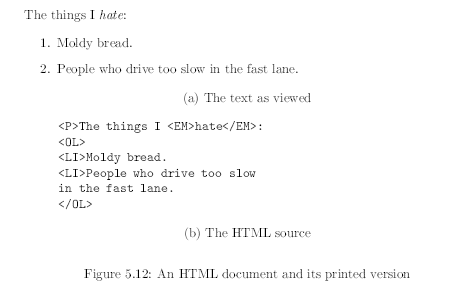 The things I hate:
1. Moldy bread.
2. People who drive too slow in the fast lane.
(a) The text as viewed
<P>The things I <EM>hate</EM>:
<OL>
<LI>Moldy bread.
<LI>People who drive too slow
in the fast lane.
</OL>
(b) The HTML source
Figure 5.12: An HTML document and its printed version